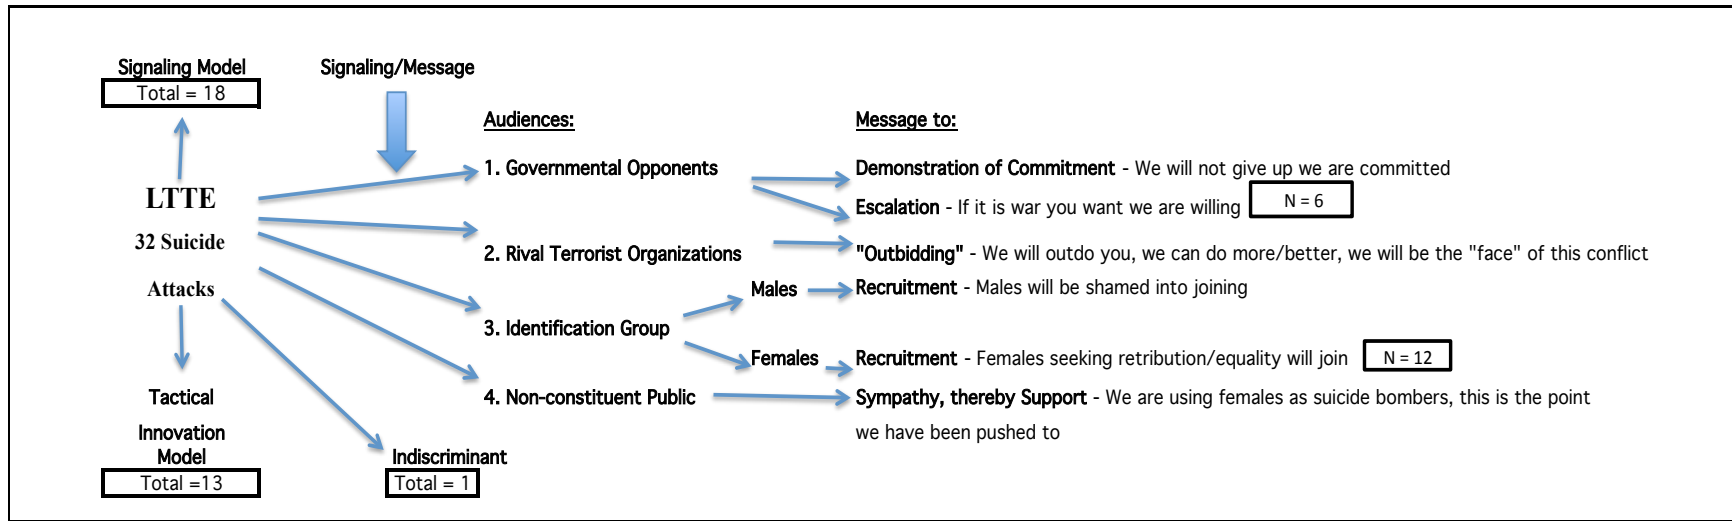 Signaling Model
Total = 18
Signaling/Message
Audiences:
Message to:
1. Governmental Opponents
Demonstration of Commitment - We will not give up we are committed
LTTE
Escalation - If it is war you want we are willing
N = 6
32 Suicide
2. Rival Terrorist Organizations
"Outbidding" - We will outdo you, we can do more/better, we will be the "face" of this conflict
Attacks
Males
Recruitment - Males will be shamed into joining
3. Identification Group
Females
Recruitment - Females seeking retribution/equality will join
N = 12
Tactical
4. Non-constituent Public
Sympathy, thereby Support - We are using females as suicide bombers, this is the point
we have been pushed to
Innovation
Model
Total =13
Indiscriminant
Total = 1